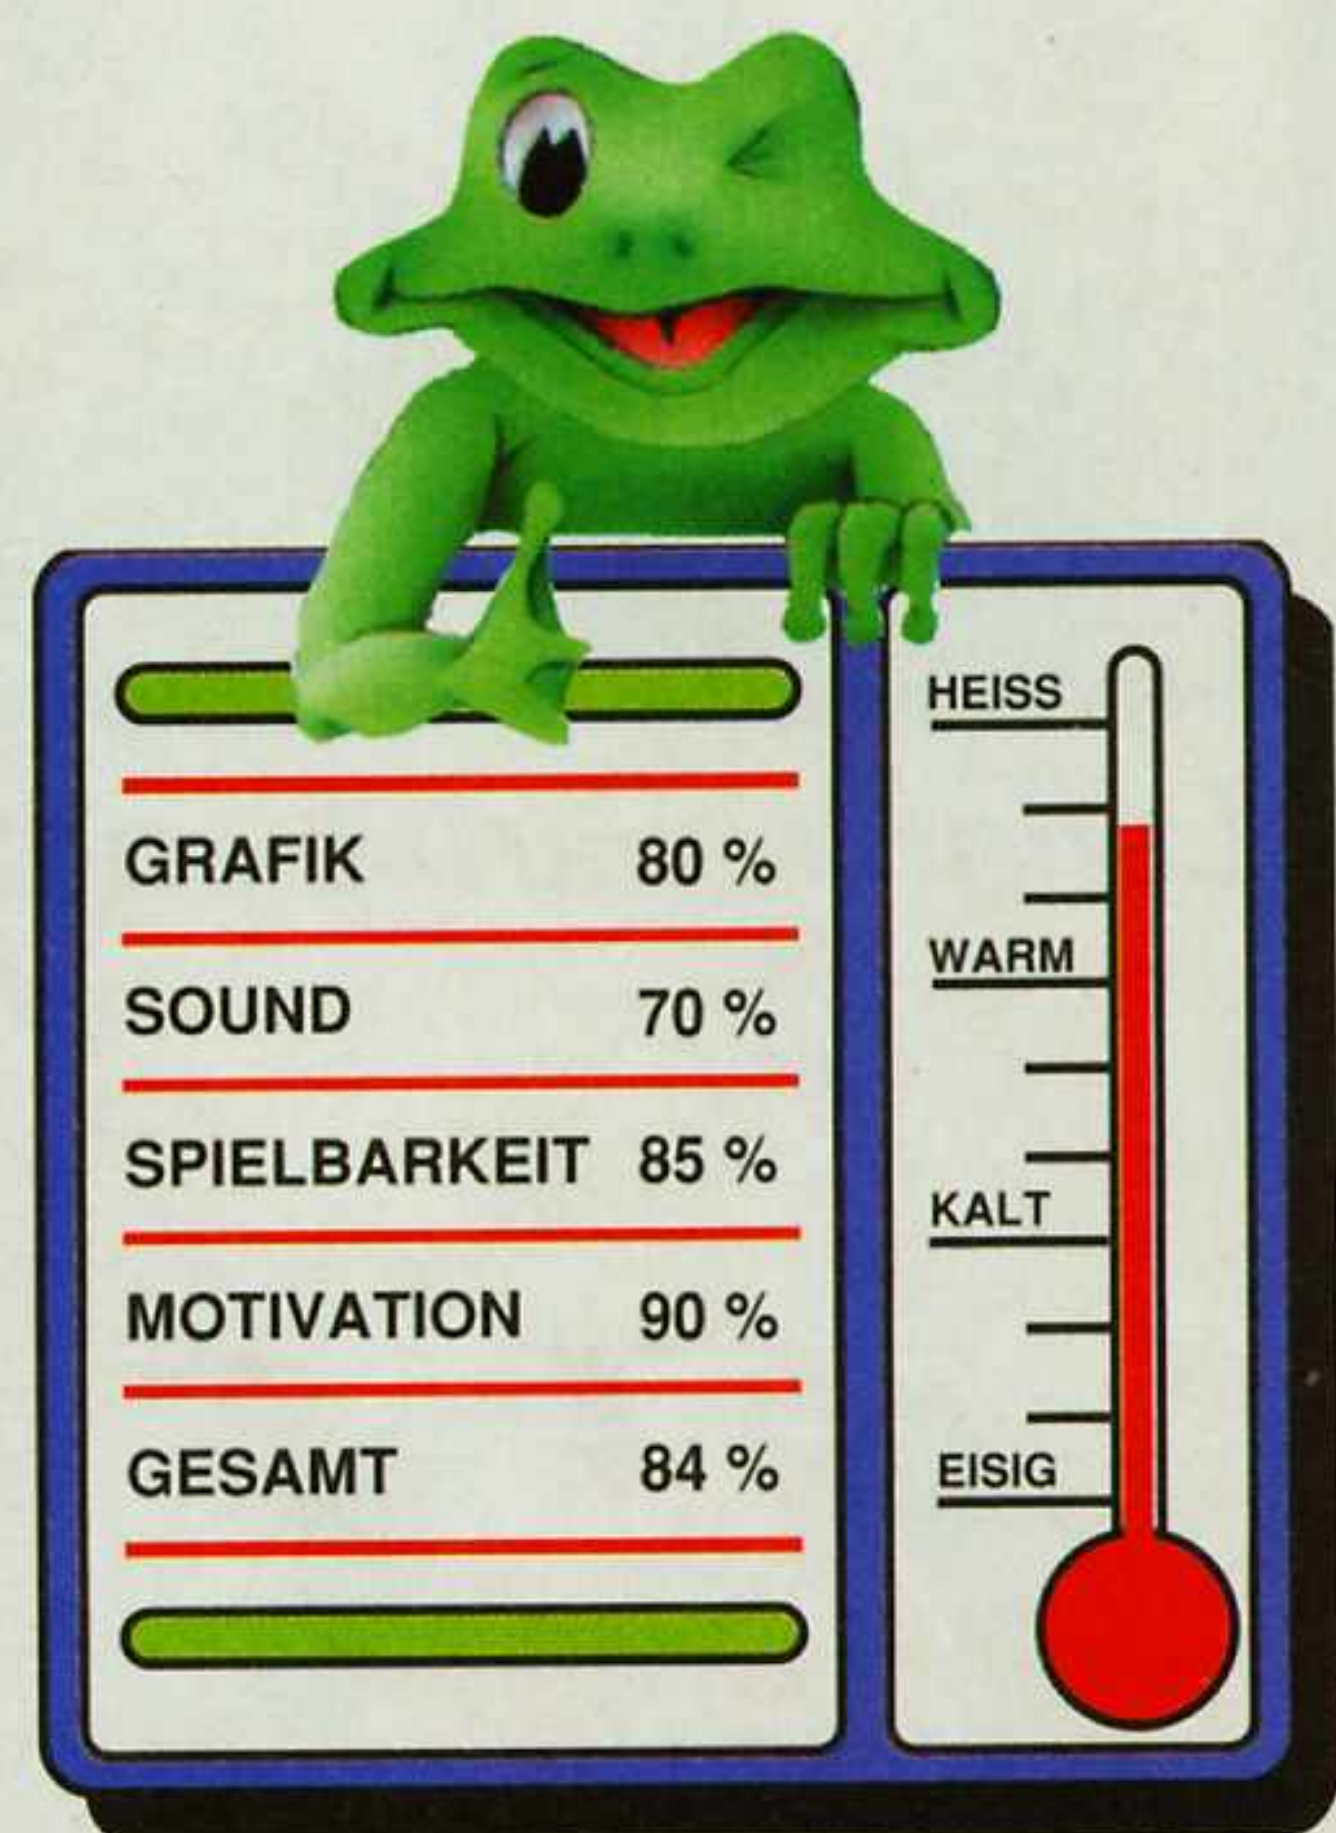 GRAFIK 80 %
SOUND 70 %
SPIELBARKEIT 85 %
MOTIVATION 90 %
GESAMT 84 %
HEISS
WARM
KALT
EISIG